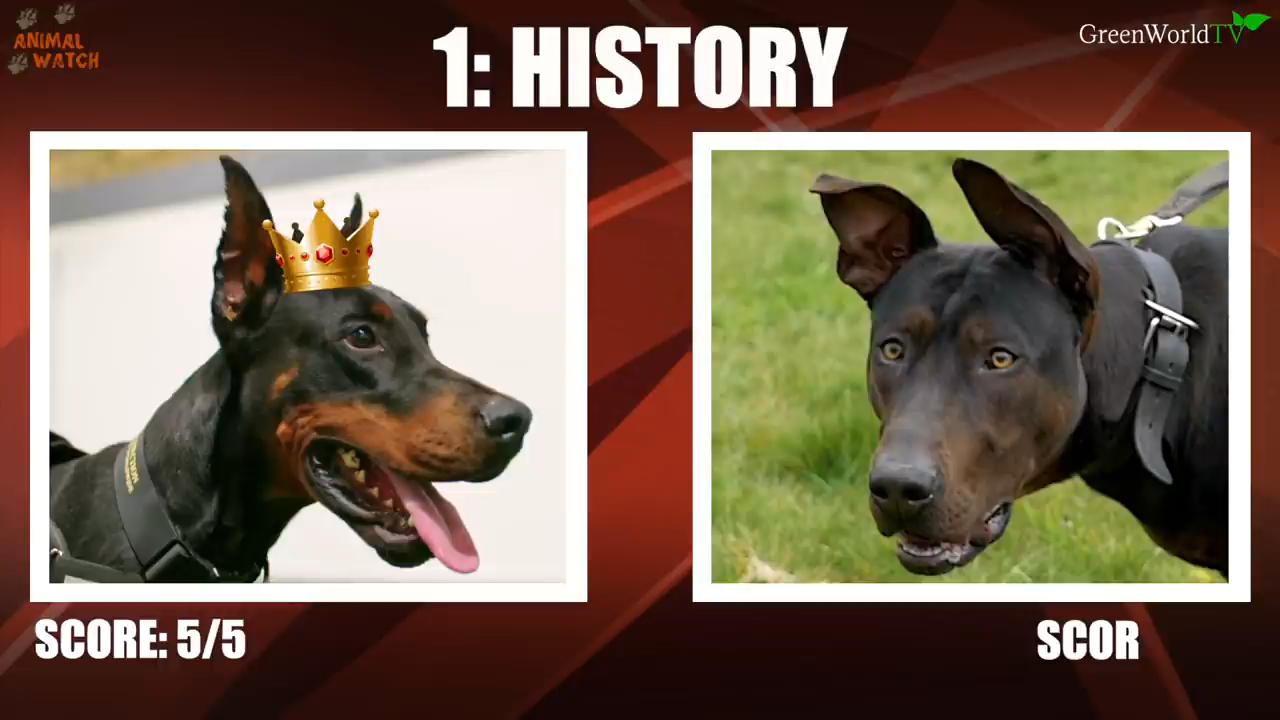 ANIMAL
WATCH
GreenWorldTV
1: HISTORY
SCORE: 5/5
SCOR